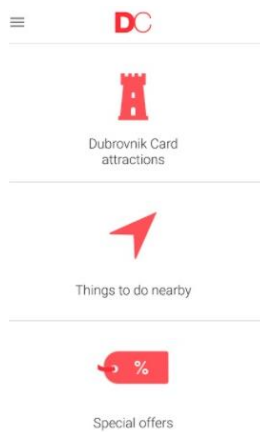 DC
Dubrovnik Card
attractions
Things to do nearby
%
Special offers